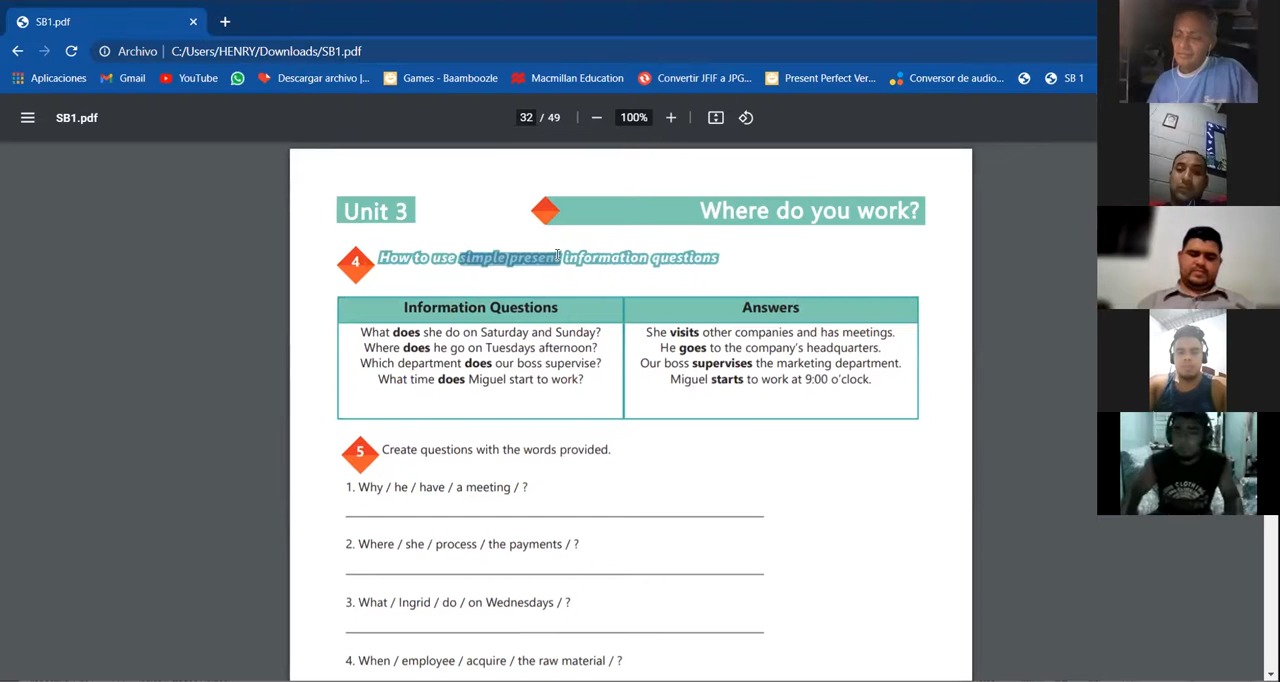 SB1.pdf
Archivo
C:/Users/HENRY/Downloads/SB1.pdf
Aplicaciones
Gmail
YouTube
Descargar archivo |...
Games - Baamboozle
Macmillan Education
Convertir JFIF a JPG...
Present Perfect Ver...
Conversor de audio...
SB 1
SB1.pdf
32 / 49
100%
Unit 3
Where do you work?
4 How to use simple present information questions
Information Questions
What does she do on Saturday and Sunday?
Where does he go on Tuesdays afternoon?
Which department does our boss supervise?
What time does Miguel start to work?
Answers
She visits other companies and has meetings.
He goes to the company's headquarters.
Our boss supervises the marketing department.
Miguel starts to work at 9:00 o'clock.
5 Create questions with the words provided.
1. Why / he / have / a meeting / ?
2. Where / she / process / the payments / ?
3. What / Ingrid / do / on Wednesdays / ?
4. When / employee / acquire / the raw material / ?